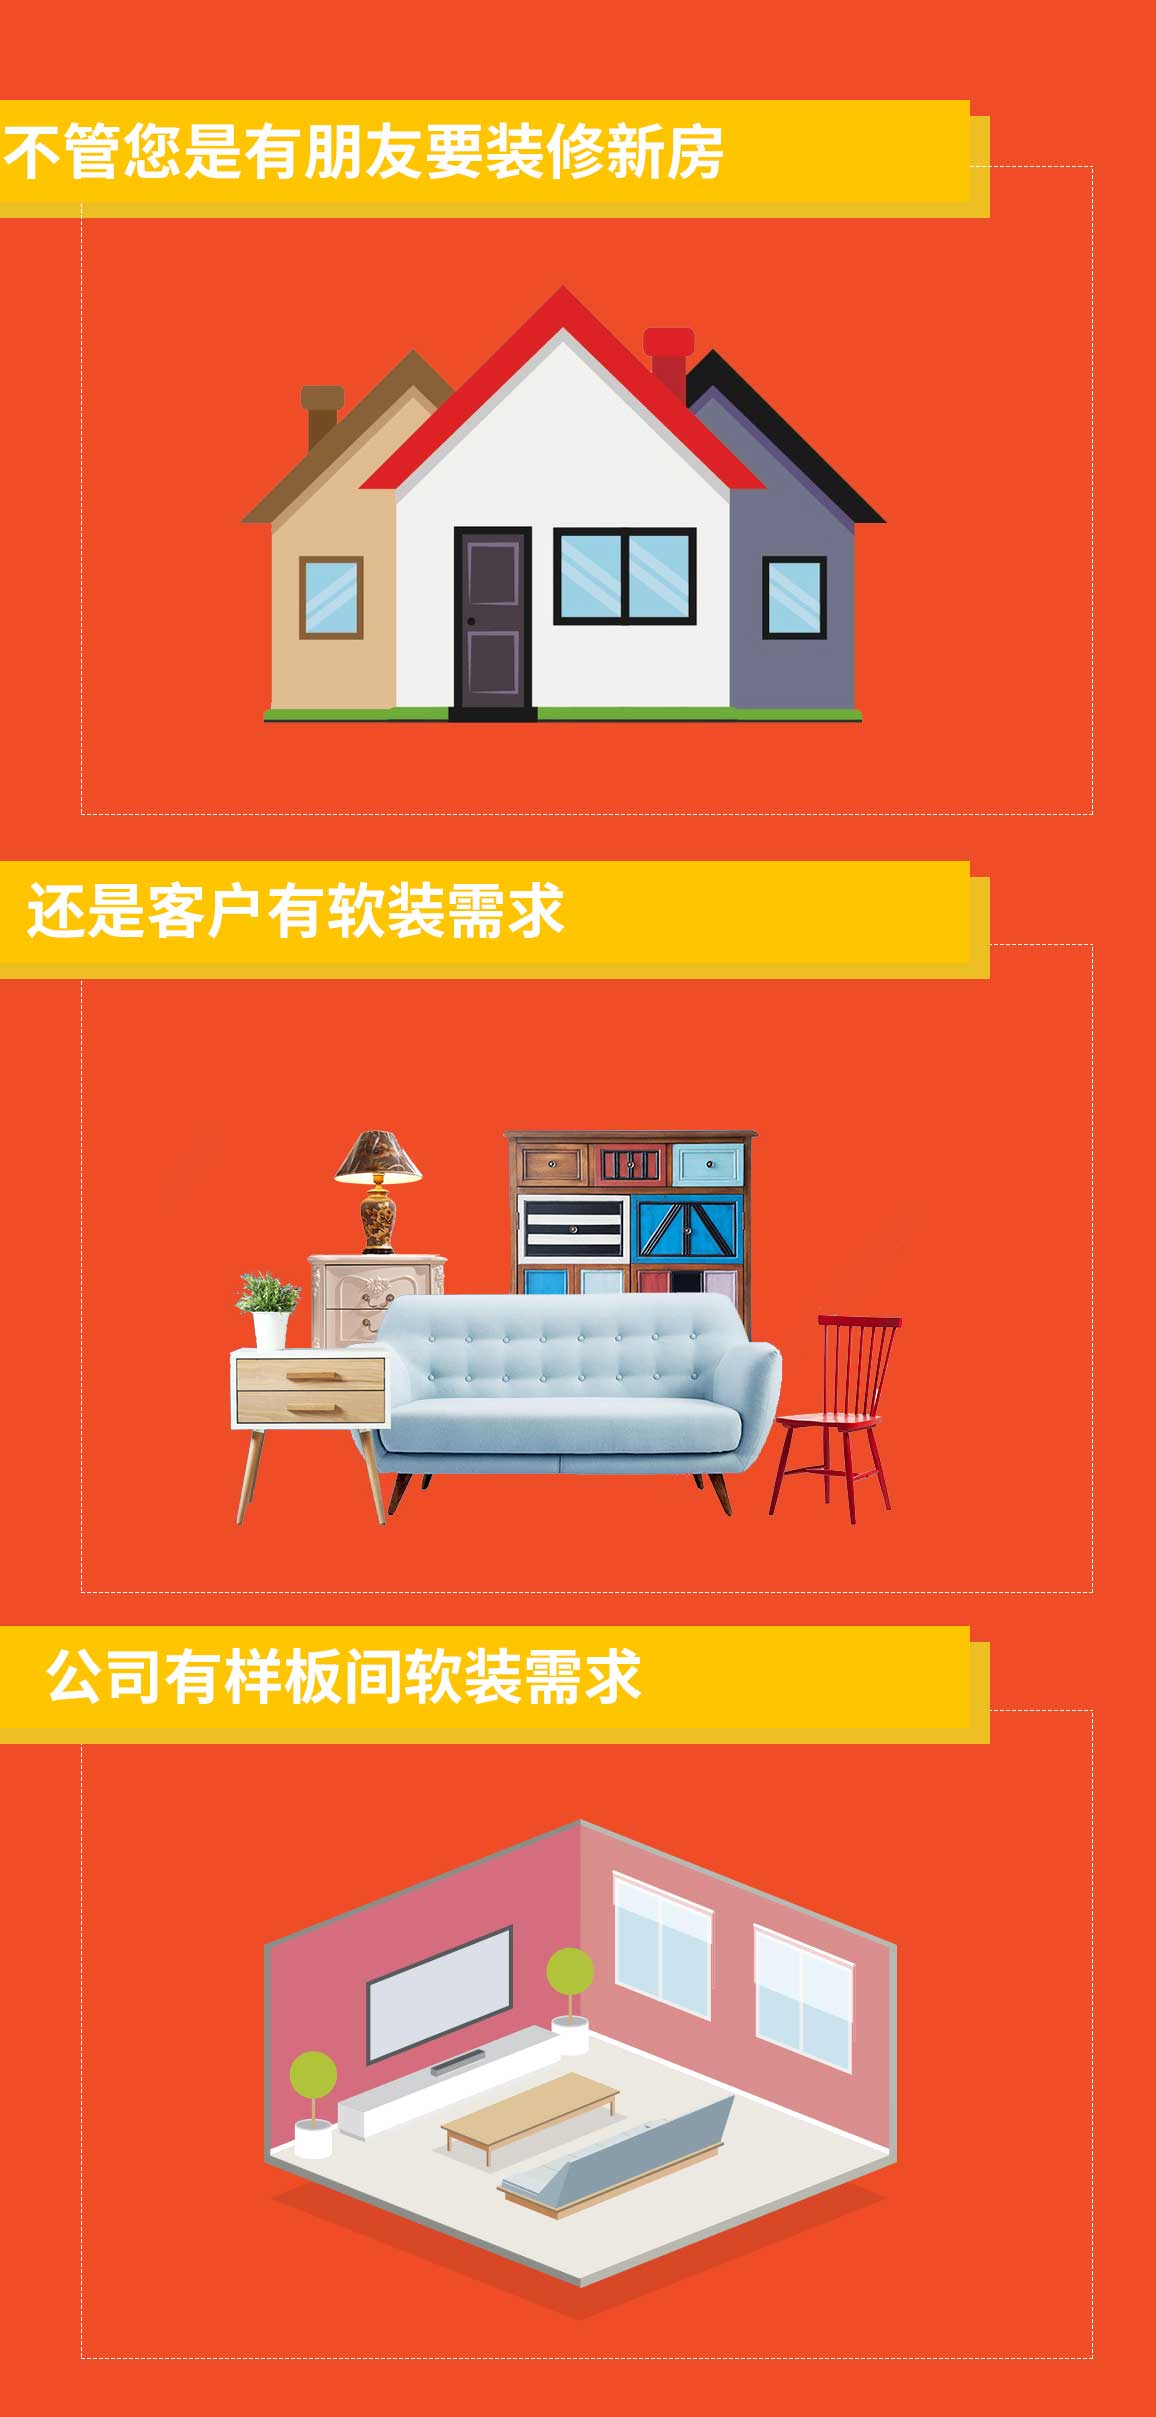 不管您是有朋友要装修新房
还是客户有软装需求
公司有样板间软装需求